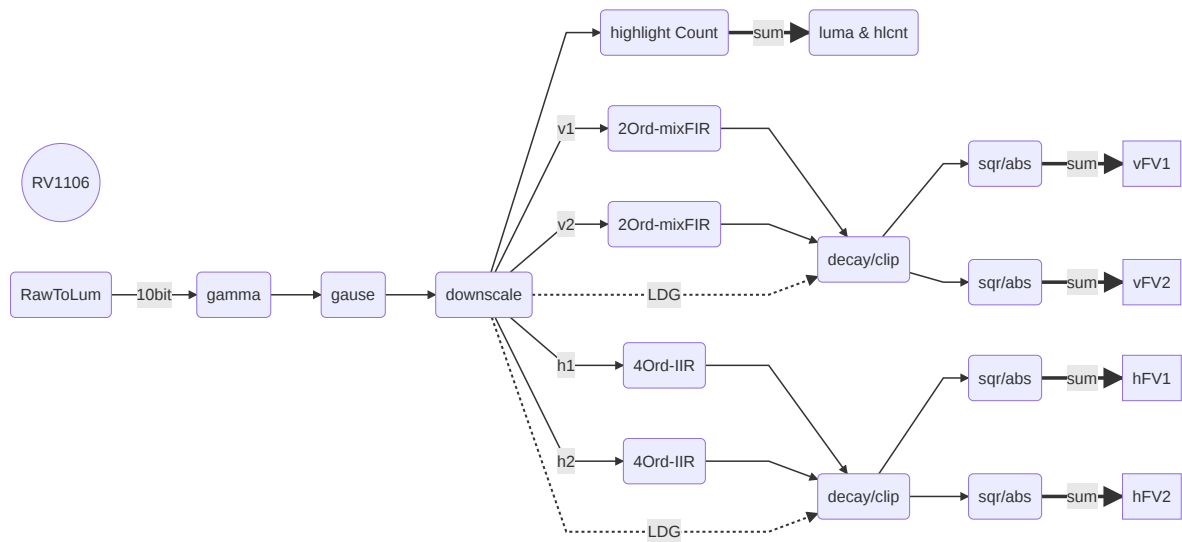 highlight Count
sum
luma & hlcnt
v1
2Ord-mixFIR
sqr/abs
sum
vFV1
RV1106
v2
2Ord-mixFIR
decay/clip
sqr/abs
sum
vFV2
RawToLum
10bit
gamma
gause
downscale
LDG
h1
4Ord-IIR
sqr/abs
sum
hFV1
h2
4Ord-IIR
decay/clip
sqr/abs
sum
hFV2
LDG